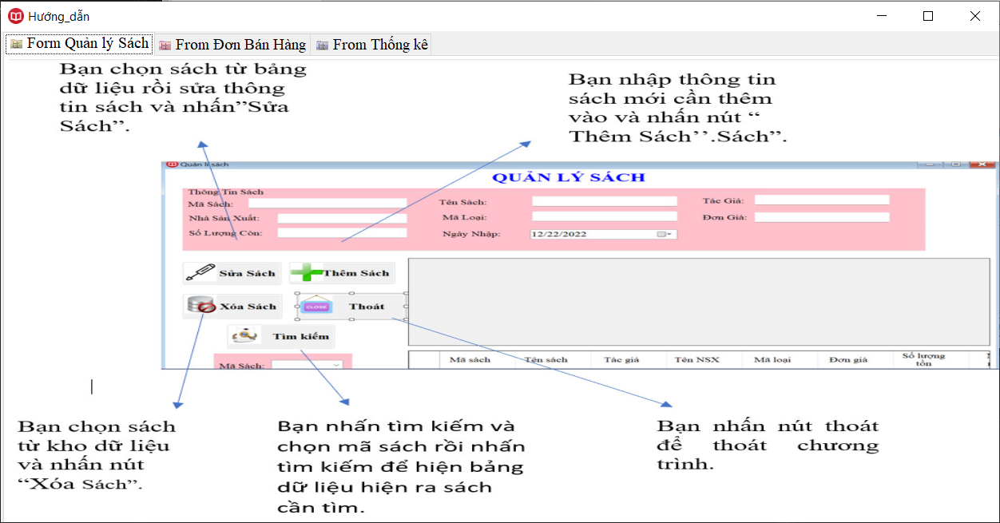 Hướng_dẫn
Form Quản lý Sách
From Đơn Bán Hàng
From Thống kê
Bạn chọn sách từ bảng
dữ liệu rồi sửa thông
tin sách và nhấn”Sửa
Sách”.
Bạn nhập thông tin
sách mới cần thêm
vào và nhấn nút “
Thêm Sách’’.Sách”.
Quản lí sách
QUẢN LÝ SÁCH
Thông Tin Sách
Mã Sách:
Tên Sách:
Tác Giả:
Nhà Sản Xuất:
Mã Loại:
Đơn Giá:
Số Lượng Còn:
Ngày Nhập:
12/22/2022
Sửa Sách
Thêm Sách
Xóa Sách
CLOSE
Thoát
Tìm kiếm
Mã Sách:
Mã sách
Tên sách
Tác giả
Tên NSX
Mã loại
Đơn giá
Số lượng
tồn
Bạn chọn sách
từ kho dữ liệu
và nhấn nút
“Xóa Sách”.
Bạn nhấn tìm kiếm và
chọn mã sách rồi nhấn
tìm kiếm để hiện bảng
dữ liệu hiện ra sách
cần tìm.
Bạn nhấn nút thoát
để thoát chương
trình.